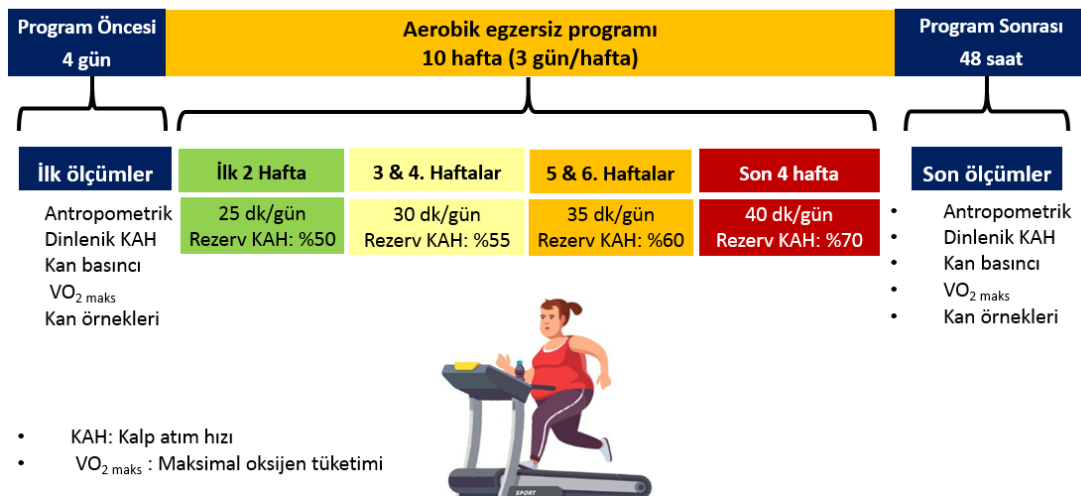 Program Öncesi
4 gün
Aerobik egzersiz programı
10 hafta (3 gün/hafta)
Program Sonrası
48 saat
İlk ölçümler
Antropometrik
Dinlenik KAH
Kan basıncı
VO2 maks
Kan örnekleri
İlk 2 Hafta
25 dk/gün
Rezerv KAH: %50
3 & 4. Haftalar
30 dk/gün
Rezerv KAH: %55
5 & 6. Haftalar
35 dk/gün
Rezerv KAH: %60
Son 4 hafta
40 dk/gün
Rezerv KAH: %70
Son ölçümler
• Antropometrik
• Dinlenik KAH
• Kan basıncı
• VO2 maks
• Kan örnekleri
• KAH: Kalp atım hızı
• VO2 maks : Maksimal oksijen tüketimi
SPORT